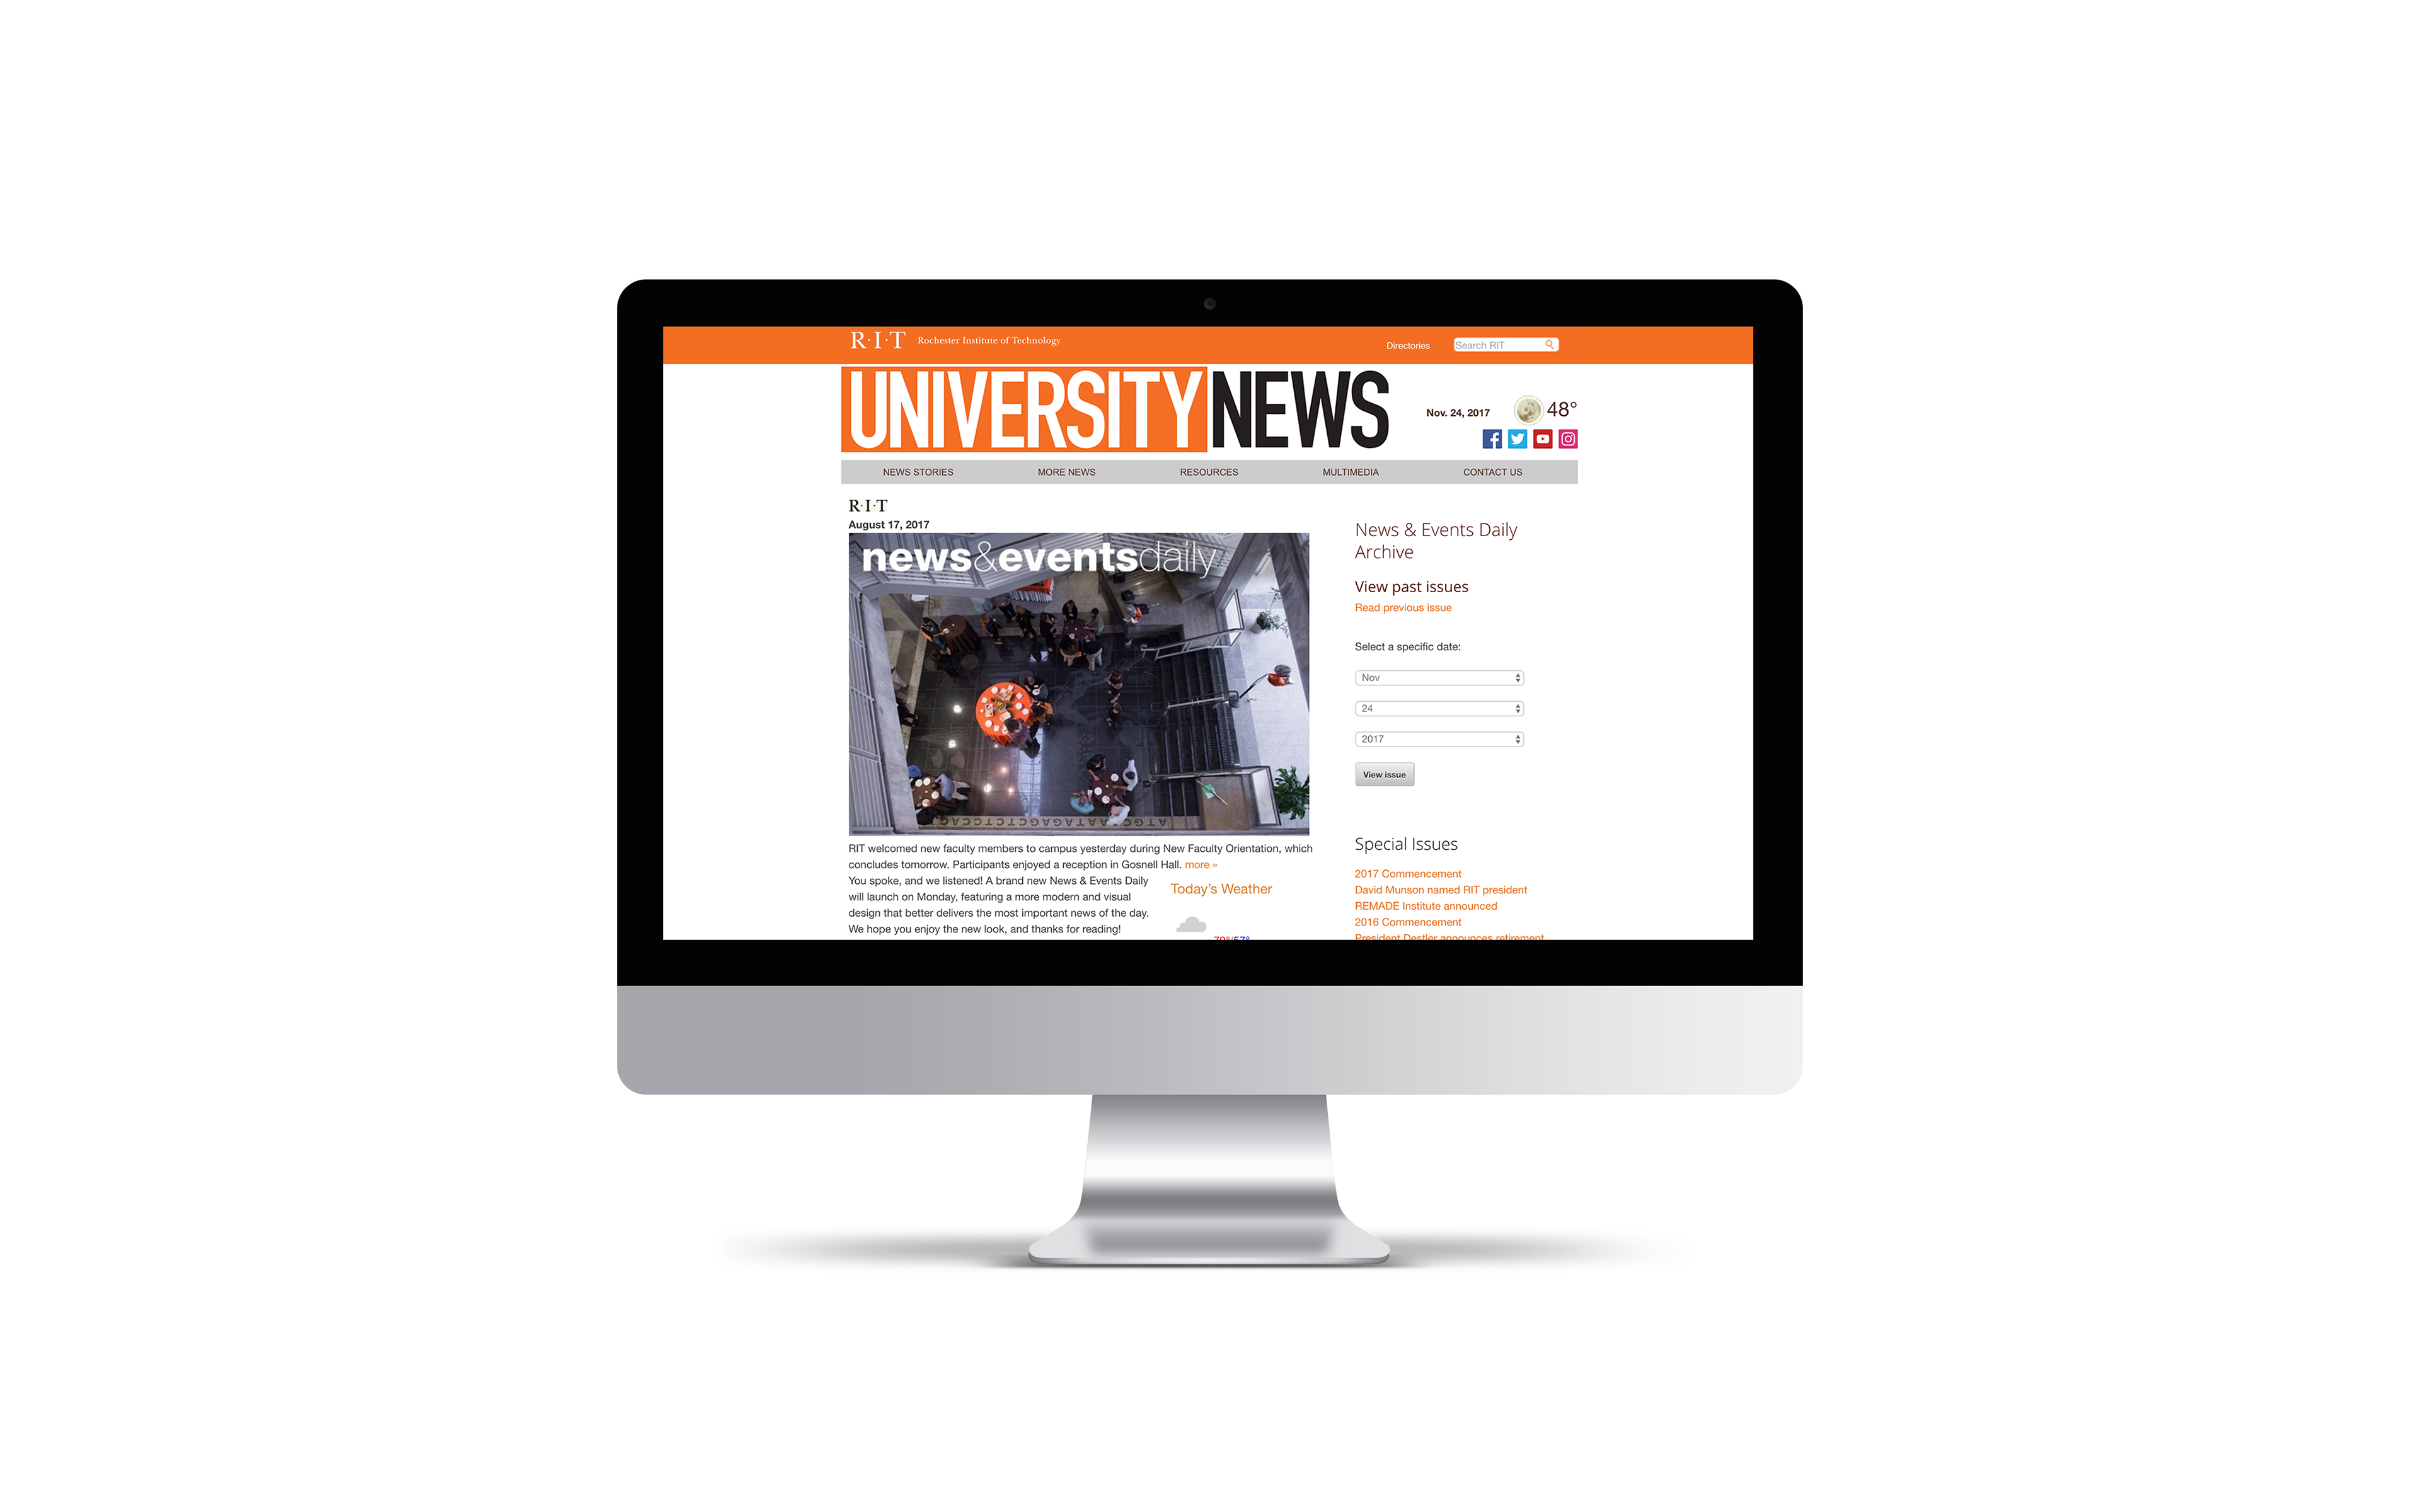 R·I·T Rochester Institute of Technology
Directories
Search RIT
UNIVERSITYNEWS
Nov. 24, 2017
48°
NEWS STORIES
MORE NEWS
RESOURCES
MULTIMEDIA
CONTACT US
R·I·T
August 17, 2017
news&eventsdaily
RIT welcomed new faculty members to campus yesterday during New Faculty Orientation, which
concludes tomorrow. Participants enjoyed a reception in Gosnell Hall. more »
You spoke, and we listened! A brand new News & Events Daily
will launch on Monday, featuring a more modern and visual
design that better delivers the most important news of the day.
We hope you enjoy the new look, and thanks for reading!
Today's Weather
News & Events Daily
Archive
View past issues
Read previous issue
Select a specific date:
Nov
24
2017
View issue
Special Issues
2017 Commencement
David Munson named RIT president
REMADE Institute announced
2016 Commencement
President Destler announces retirement